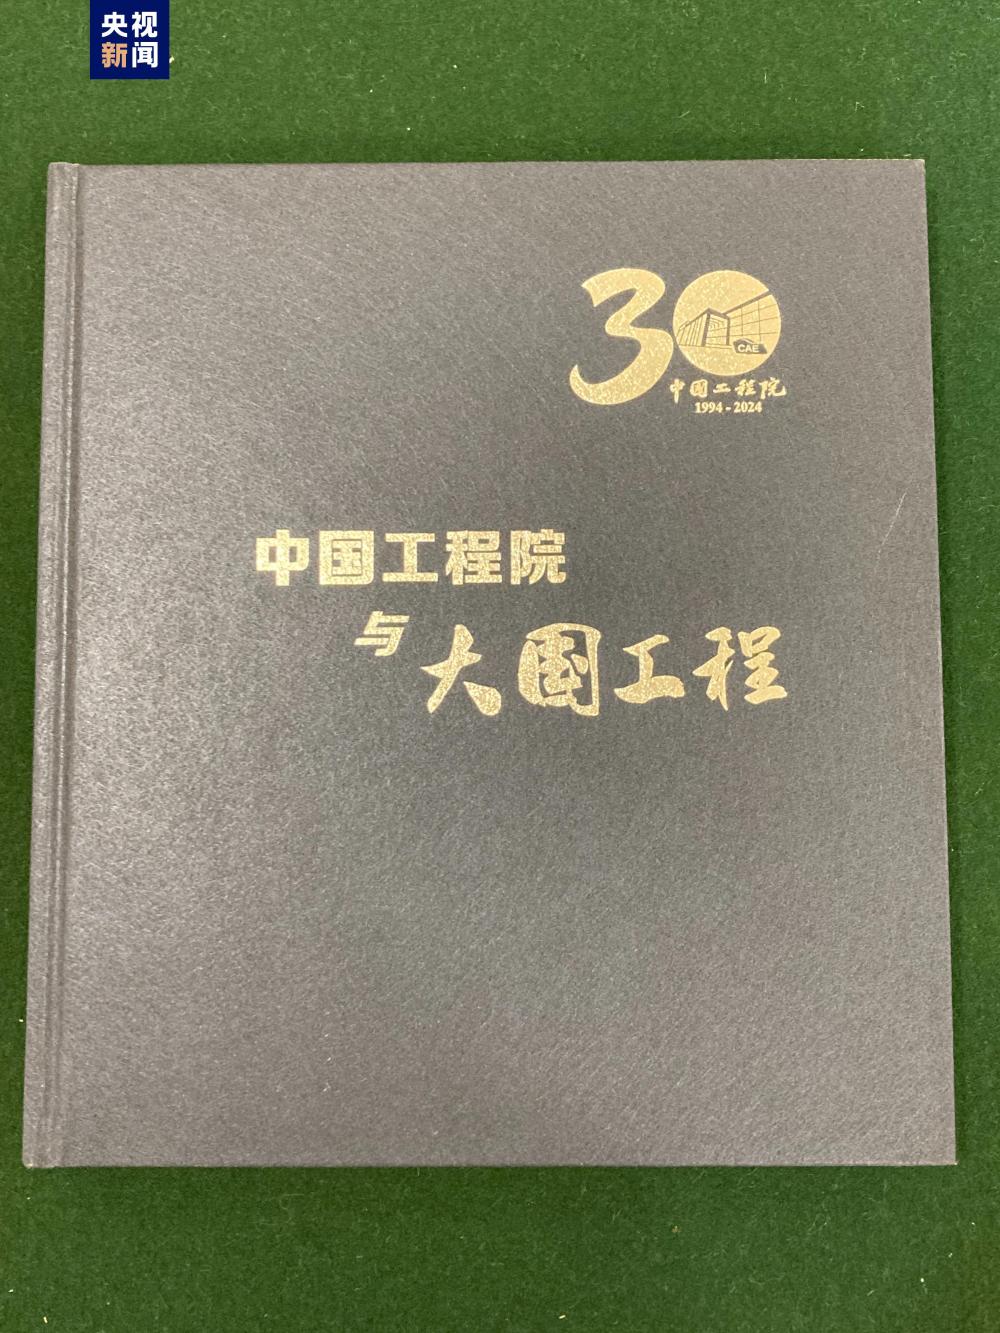 央视
新闻
30
CAE
中国工程院
1994 - 2024
中国工程院
与大国工程